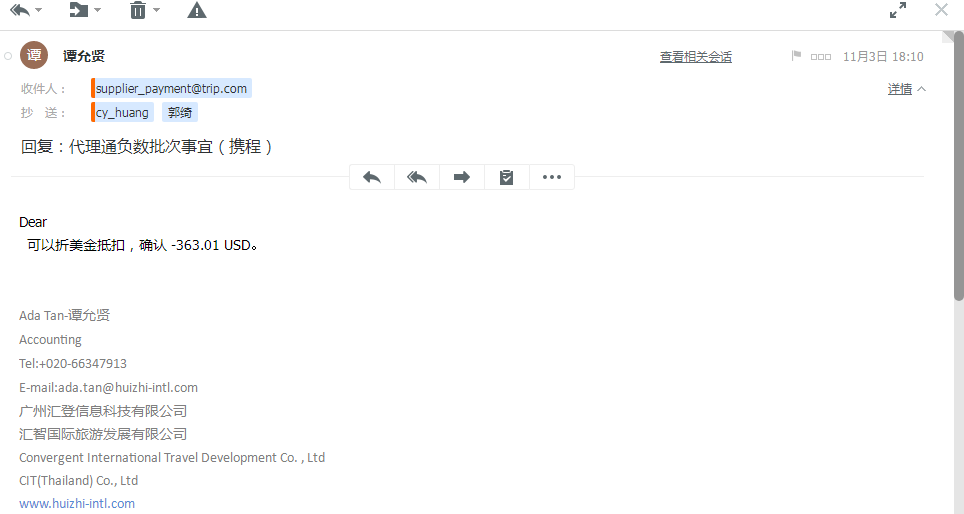 谭 谭允贤 查看相关会话 11月3日 18:10
收件人： supplier_payment@trip.com 详情
抄 送： cy_huang 郭绮
回复：代理通负数批次事宜（携程）
Dear
可以折美金抵扣，确认 -363.01 USD。
Ada Tan-谭允贤
Accounting
Tel:+020-66347913
E-mail:ada.tan@huizhi-intl.com
广州汇登信息科技有限公司
汇智国际旅游发展有限公司
Convergent International Travel Development Co. , Ltd
CIT(Thailand) Co., Ltd
www.huizhi-intl.com